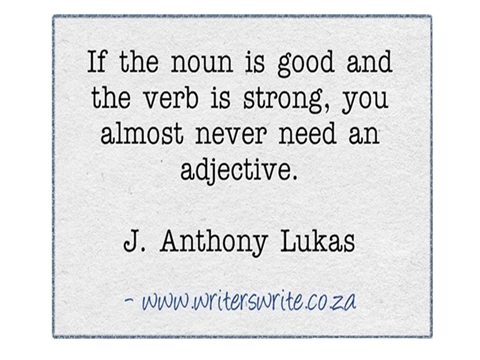 If the noun is good and
the verb is strong, you
almost never need an
adjective.
J. Anthony Lukas
- www.writerswrite.co.za